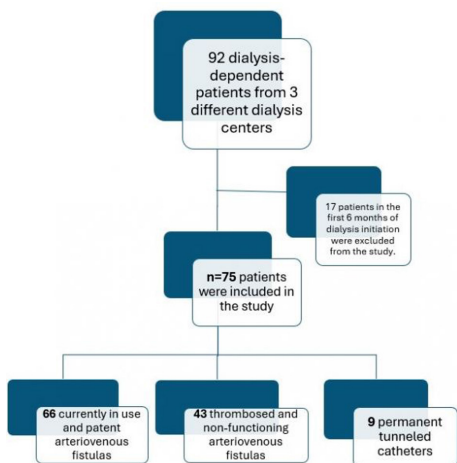 92 dialysis-
dependent
patients from 3
different dialysis
centers
17 patients in the
first 6 months of
dialysis initiation
were excluded
from the study.
n=75 patients
were included in
the study
66 currently in use
and patent
arteriovenous
fistulas
43 thrombosed and
non-functioning
arteriovenous
fistulas
9 permanent
tunneled
catheters